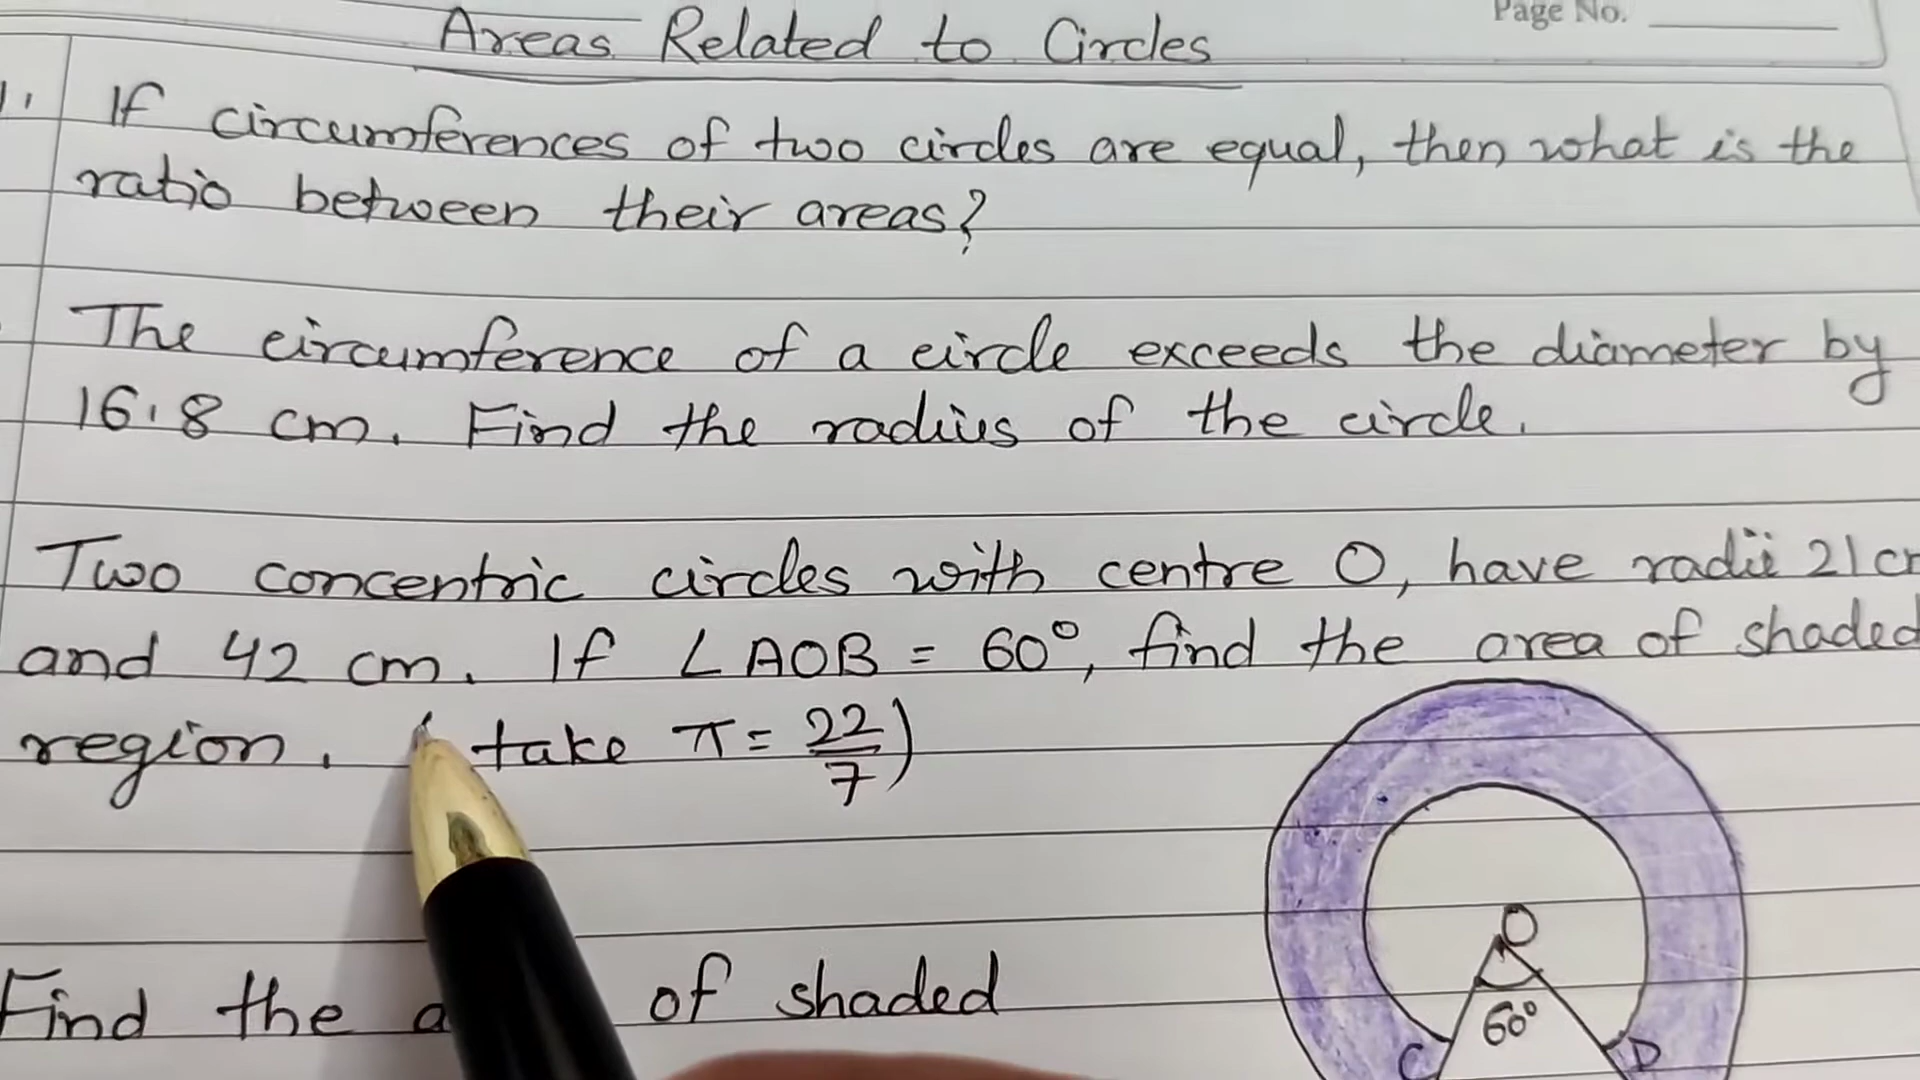 Page No.
Areas Related to Circles
1. If circumferences of two circles are equal, then what is the
ratio between their areas?
The circumference of a circle exceeds the diameter by
16.8 cm. Find the radius of the circle.
Two concentric circles with centre O, have radii 21 cm
and 42 cm. If ∠AOB = 60°, find the area of shaded
region. (take π = 22/7)
O
60°
C D
Find the of shaded